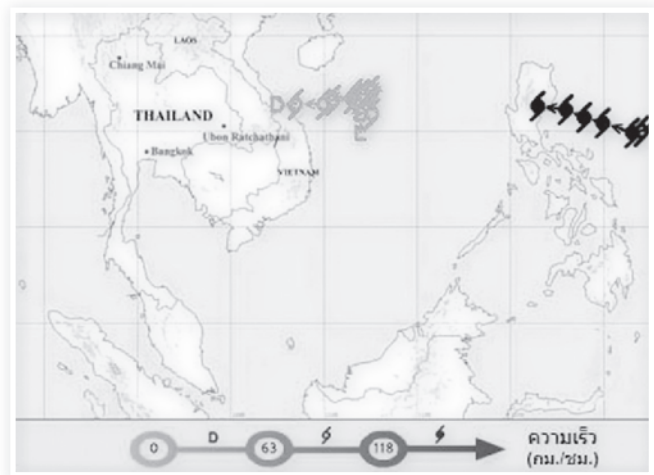 LAOS
Chiang Mai
THAILAND
D
Ubon Ratchathani
Bangkok
VIETNAM
0
D
63
118
ความเร็ว
(กม./ชม.)